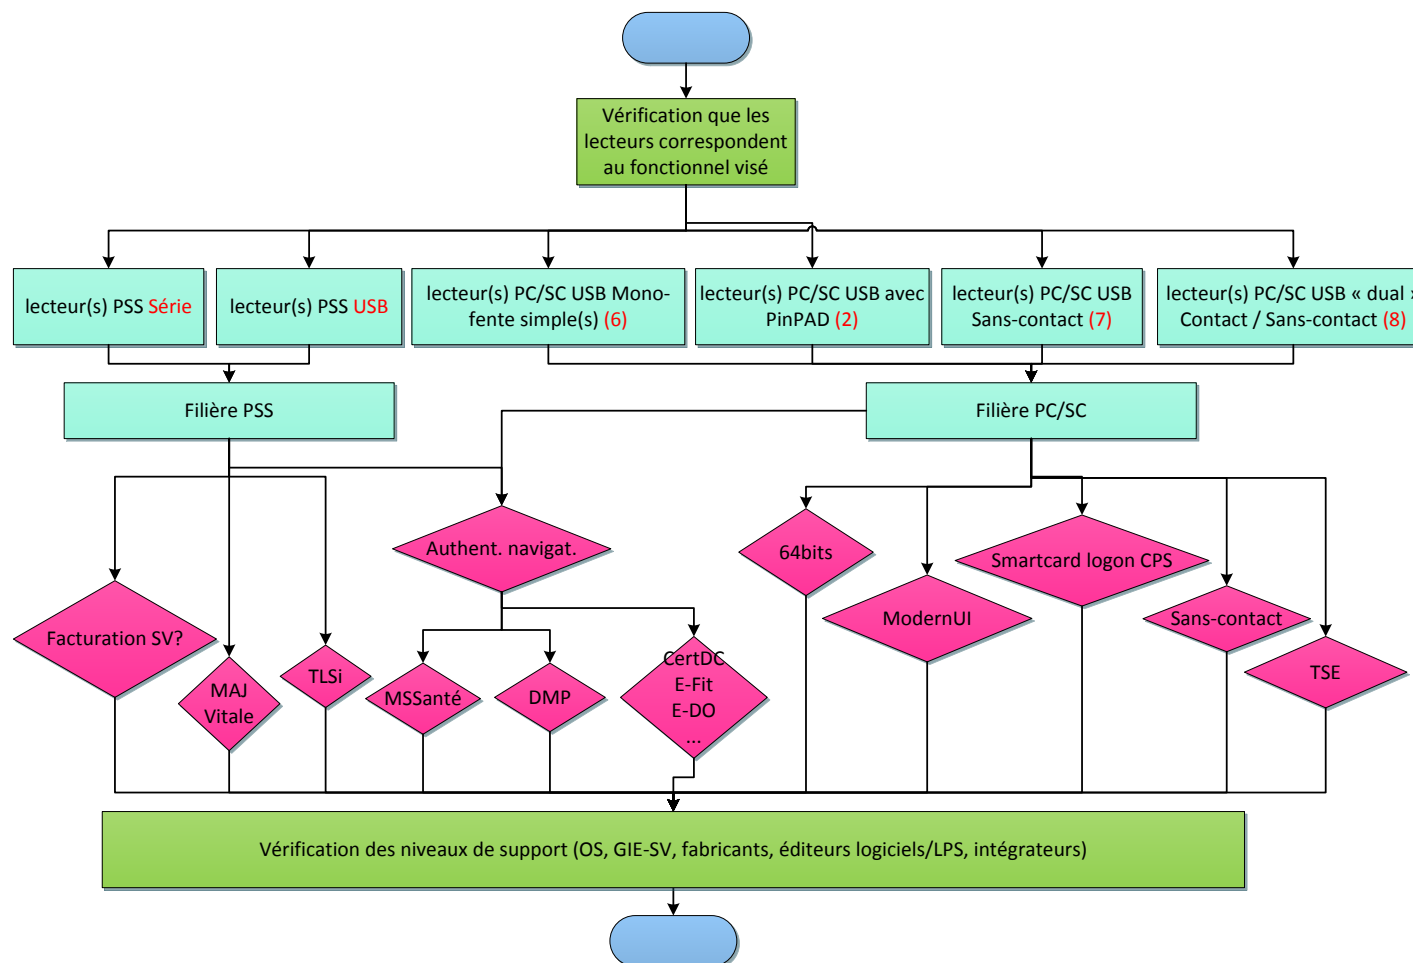 Vérification que les
lecteurs correspondent
au fonctionnel visé
lecteur(s) PSS Série
lecteur(s) PSS USB
lecteur(s) PC/SC USB Mono-
fente simple(s) (6)
lecteur(s) PC/SC USB avec
PinPAD (2)
lecteur(s) PC/SC USB
Sans-contact (7)
lecteur(s) PC/SC USB « dual »
Contact / Sans-contact (8)
Filière PSS
Filière PC/SC
Authent. navigat.
64bits
Smartcard logon CPS
ModernUI
Sans-contact
Facturation SV?
MAJ
Vitale
TLSi
MSSanté
DMP
CertDC
E-Fit
E-DO
...
TSE
Vérification des niveaux de support (OS, GIE-SV, fabricants, éditeurs logiciels/LPS, intégrateurs)